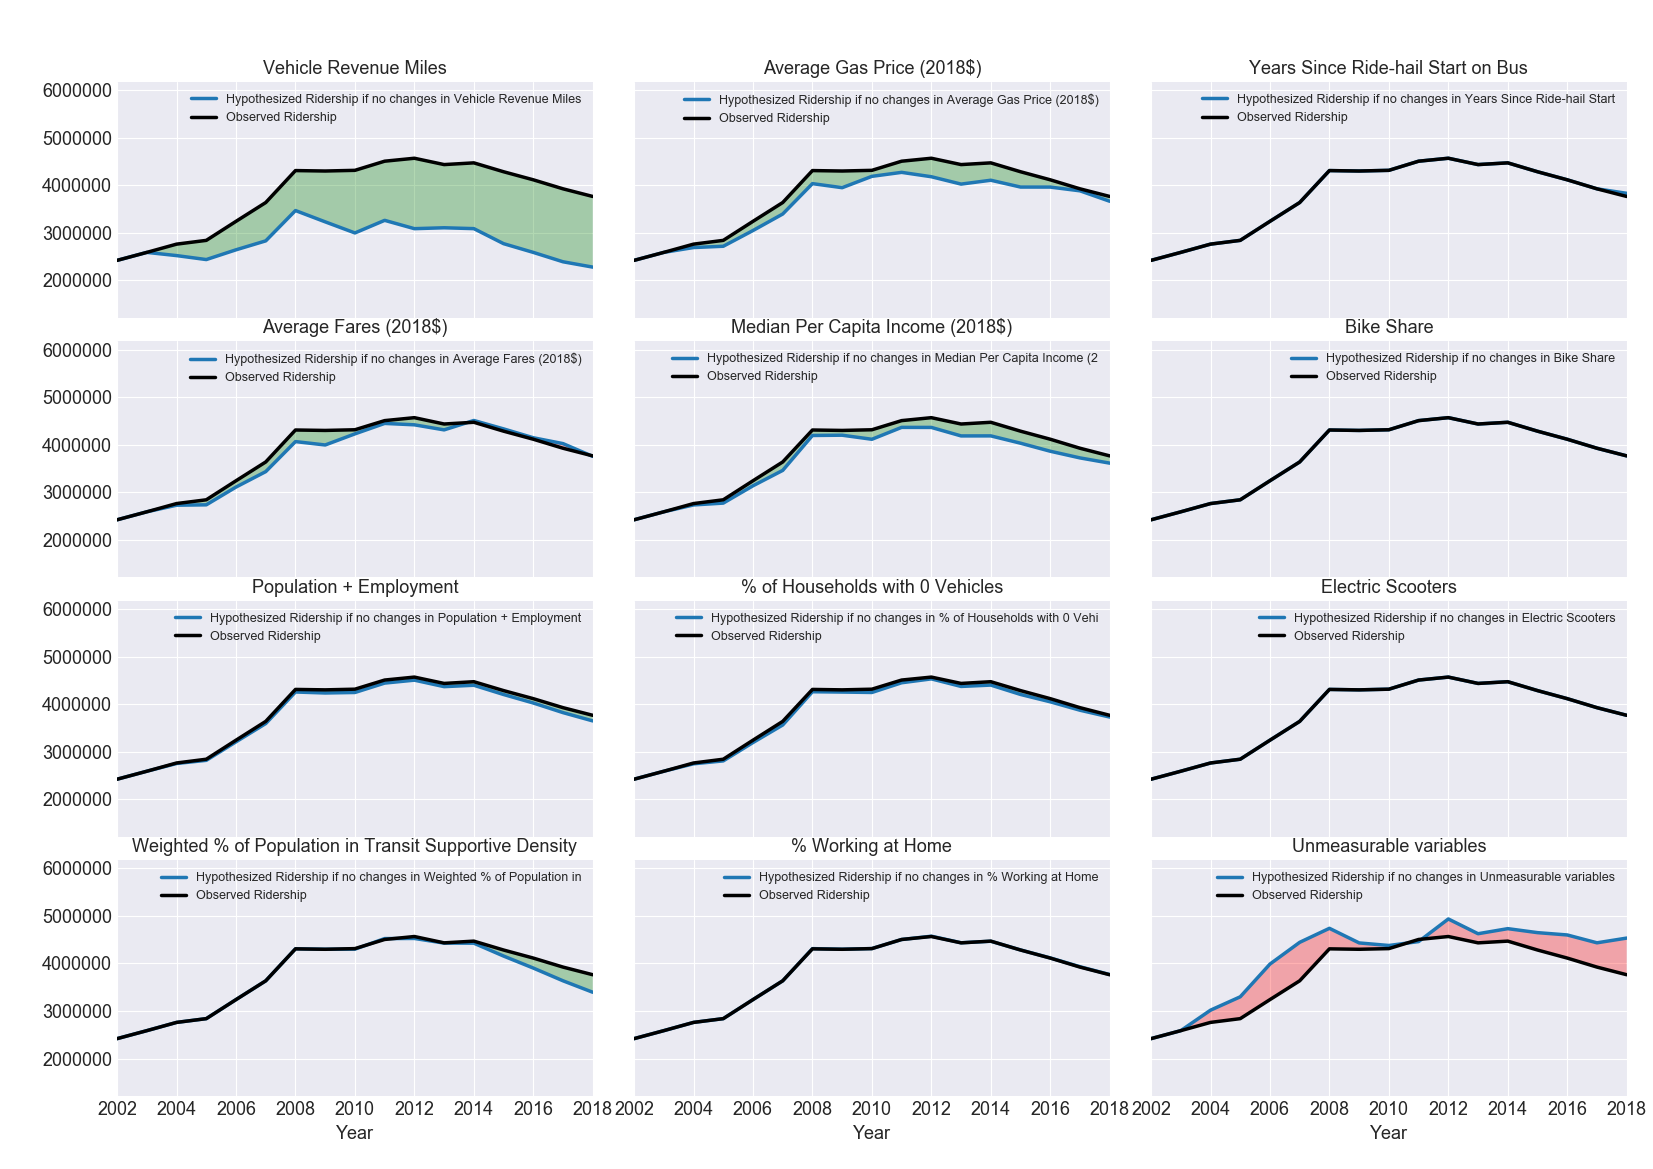 Vehicle Revenue Miles
Hypothesized Ridership if no changes in Vehicle Revenue Miles
Observed Ridership
6000000
5000000
4000000
3000000
2000000
Average Gas Price (2018$)
Hypothesized Ridership if no changes in Average Gas Price (2018$)
Observed Ridership
Years Since Ride-hail Start on Bus
Hypothesized Ridership if no changes in Years Since Ride-hail Start
Observed Ridership
Average Fares (2018$)
Hypothesized Ridership if no changes in Average Fares (2018$)
Observed Ridership
6000000
5000000
4000000
3000000
2000000
Median Per Capita Income (2018$)
Hypothesized Ridership if no changes in Median Per Capita Income (2
Observed Ridership
Bike Share
Hypothesized Ridership if no changes in Bike Share
Observed Ridership
Population + Employment
Hypothesized Ridership if no changes in Population + Employment
Observed Ridership
6000000
5000000
4000000
3000000
2000000
% of Households with 0 Vehicles
Hypothesized Ridership if no changes in % of Households with 0 Vehi
Observed Ridership
Electric Scooters
Hypothesized Ridership if no changes in Electric Scooters
Observed Ridership
Weighted % of Population in Transit Supportive Density
Hypothesized Ridership if no changes in Weighted % of Population in
Observed Ridership
6000000
5000000
4000000
3000000
2000000
2002 2004 2006 2008 2010 2012 2014 2016 2018
Year
% Working at Home
Hypothesized Ridership if no changes in % Working at Home
Observed Ridership
2002 2004 2006 2008 2010 2012 2014 2016 2018
Year
Unmeasurable variables
Hypothesized Ridership if no changes in Unmeasurable variables
Observed Ridership
2002 2004 2006 2008 2010 2012 2014 2016 2018
Year